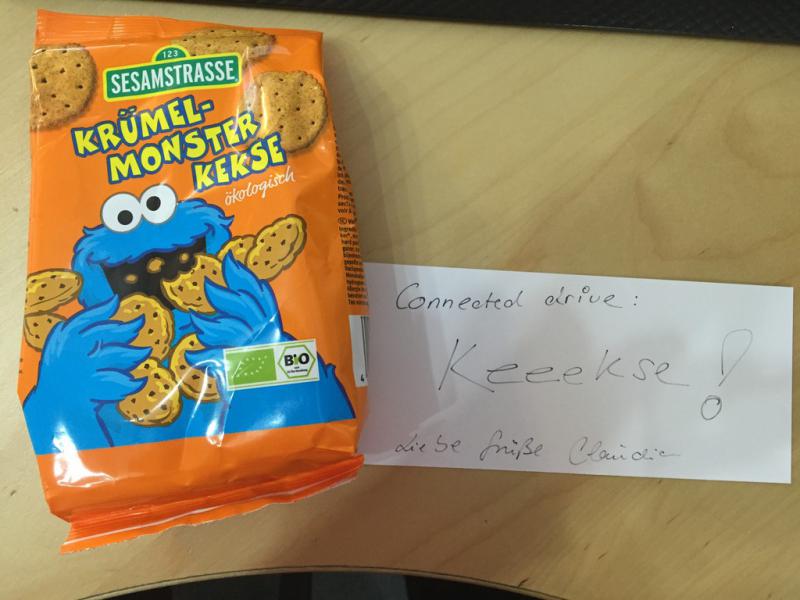 123
SESAMSTRASSE
KRÜMEL-
MONSTER
KEKSE
ökologisch
BIO
Connected drive:
Keeekse!
Liebe Grüße Claudia